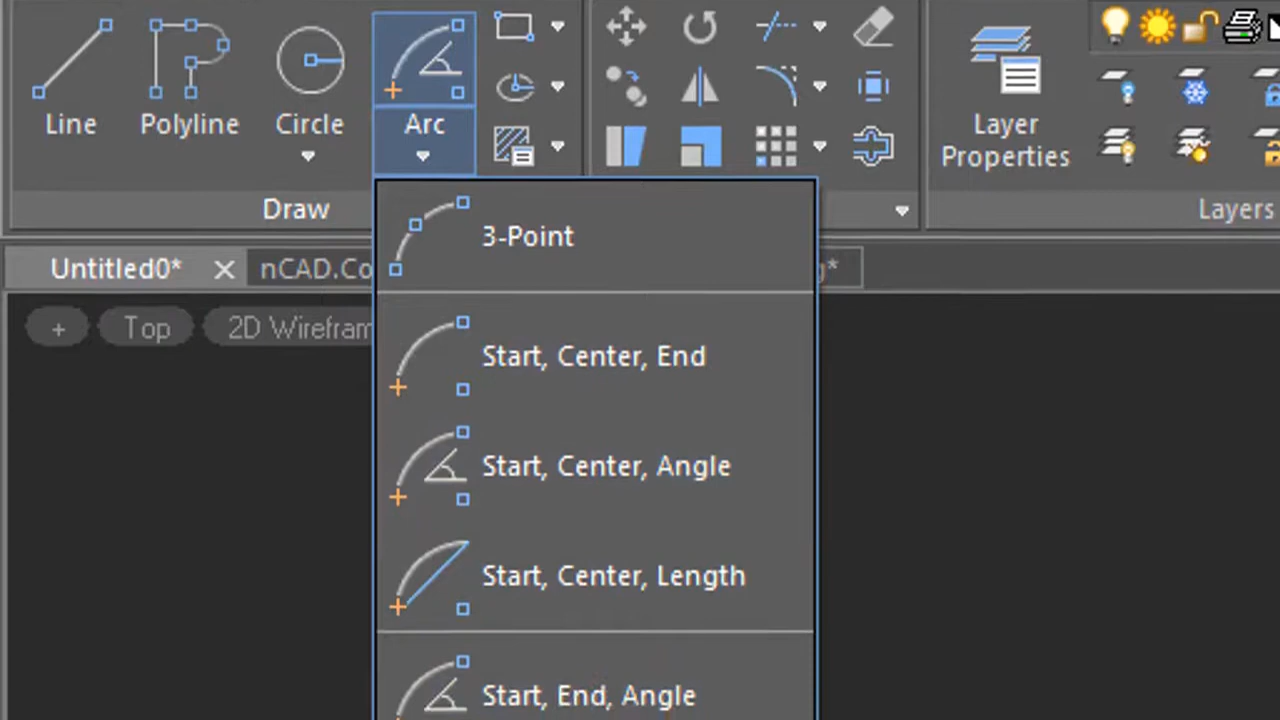 Line
Polyline
Circle
Arc
Layer
Properties
Draw
Layers
Untitled0*
nCAD.Co
g*
+
Top
2D Wirefram
3-Point
Start, Center, End
Start, Center, Angle
Start, Center, Length
Start, End, Angle